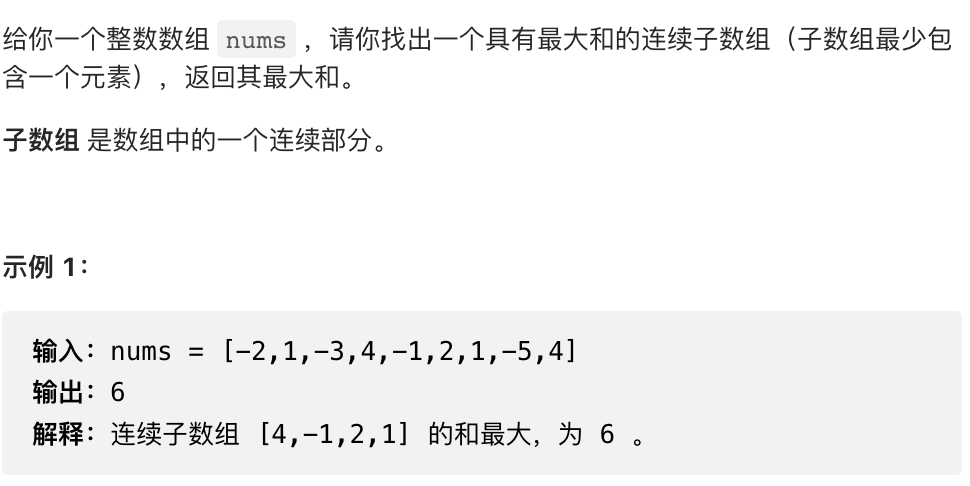 给你一个整数数组 nums ，请你找出一个具有最大和的连续子数组（子数组最少包
含一个元素），返回其最大和。
子数组 是数组中的一个连续部分。
示例 1：
输入：nums = [-2,1,-3,4,-1,2,1,-5,4]
输出：6
解释：连续子数组 [4,-1,2,1] 的和最大，为 6 。